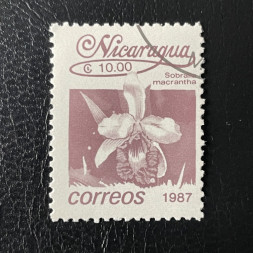 Nicaragua
₡ 10.00
Sobralia
macrantha
correos 1987